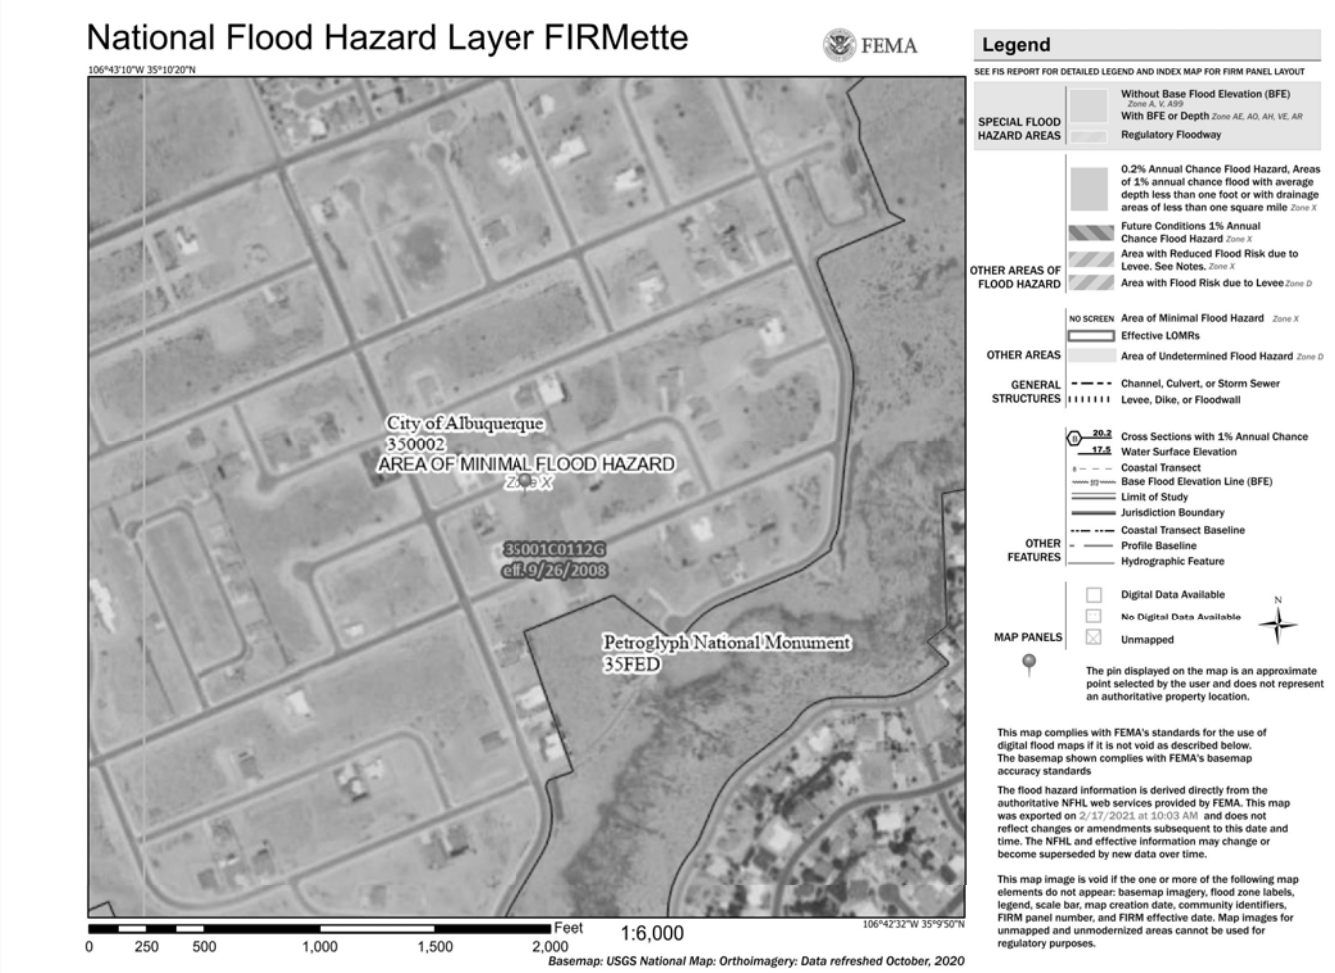 National Flood Hazard Layer FIRMette
FEMA
106°43'10"W 35°10'20"N
City of Albuquerque
350002
AREA OF MINIMAL FLOOD HAZARD
Zone X
35001C0112G
eff. 9/26/2008
Petroglyph National Monument
35FED
106°42'32"W 35°9'50"N
Feet
1:6,000
0 250 500 1,000 1,500 2,000
Basemap: USGS National Map: Orthoimagery: Data refreshed October, 2020
Legend
SEE FIS REPORT FOR DETAILED LEGEND AND INDEX MAP FOR FIRM PANEL LAYOUT
SPECIAL FLOOD
HAZARD AREAS
Without Base Flood Elevation (BFE)
Zone A, V, A99
With BFE or Depth Zone AE, AO, AH, VE, AR
Regulatory Floodway
OTHER AREAS OF
FLOOD HAZARD
0.2% Annual Chance Flood Hazard, Areas
of 1% annual chance flood with average
depth less than one foot or with drainage
areas of less than one square mile Zone X
Future Conditions 1% Annual
Chance Flood Hazard Zone X
Area with Reduced Flood Risk due to
Levee. See Notes. Zone X
Area with Flood Risk due to Levee Zone D
OTHER AREAS
NO SCREEN Area of Minimal Flood Hazard Zone X
Effective LOMRs
Area of Undetermined Flood Hazard Zone D
GENERAL
STRUCTURES
Channel, Culvert, or Storm Sewer
Levee, Dike, or Floodwall
OTHER
FEATURES
B 20.2 Cross Sections with 1% Annual Chance
17.5 Water Surface Elevation
8 Coastal Transect
513 Base Flood Elevation Line (BFE)
Limit of Study
Jurisdiction Boundary
Coastal Transect Baseline
Profile Baseline
Hydrographic Feature
MAP PANELS
Digital Data Available
No Digital Data Available
Unmapped
N
The pin displayed on the map is an approximate
point selected by the user and does not represent
an authoritative property location.
This map complies with FEMA's standards for the use of
digital flood maps if it is not void as described below.
The basemap shown complies with FEMA's basemap
accuracy standards
The flood hazard information is derived directly from the
authoritative NFHL web services provided by FEMA. This map
was exported on 2/17/2021 at 10:03 AM and does not
reflect changes or amendments subsequent to this date and
time. The NFHL and effective information may change or
become superseded by new data over time.
This map image is void if the one or more of the following map
elements do not appear: basemap imagery, flood zone labels,
legend, scale bar, map creation date, community identifiers,
FIRM panel number, and FIRM effective date. Map images for
unmapped and unmodernized areas cannot be used for
regulatory purposes.